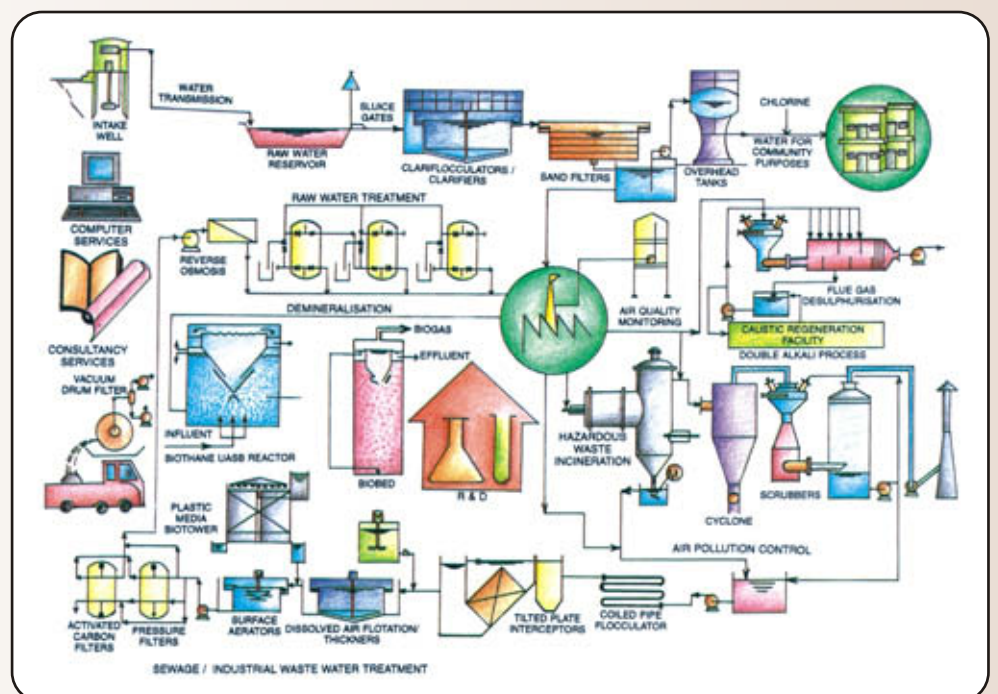 INTAKE
WELL
WATER
TRANSMISSION
RAW WATER
RESERVOIR
SLUICE
GATES
CLARIFLOCCULATORS /
CLARIFIERS
SAND FILTERS
OVERHEAD
TANKS
CHLORINE
WATER FOR
COMMUNITY
PURPOSES
COMPUTER
SERVICES
RAW WATER TREATMENT
REVERSE
OSMOSIS
DEMINERALISATION
AIR QUALITY
MONITORING
FLUE GAS
DESULPHURISATION
CALISTIC REGENERATION
FACILITY
DOUBLE ALKALI PROCESS
CONSULTANCY
SERVICES
VACUUM
DRUM FILTER
INFLUENT
BIOTHANE UASB REACTOR
BIOGAS
EFFLUENT
BIOBED
R & D
HAZARDOUS
WASTE
INCINERATION
M
CYCLONE
SCRUBBERS
AIR POLLUTION CONTROL
PLASTIC
MEDIA
BIOTOWER
ACTIVATED
CARBON
FILTERS
PRESSURE
FILTERS
SURFACE
AERATORS
DISSOLVED AIR FLOTATION/
THICKNERS
TILTED PLATE
INTERCEPTORS
COILED PIPE
FLOCCULATOR
SEWAGE / INDUSTRIAL WASTE WATER TREATMENT